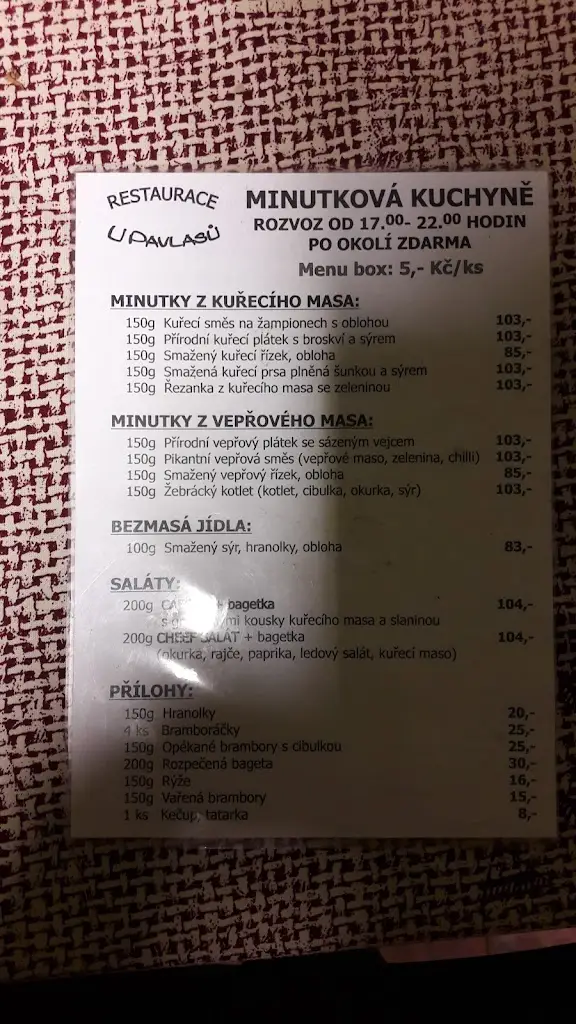 RESTAURACE
U PAVLASŮ
MINUTKOVÁ KUCHYNĚ
ROZVOZ OD 17.00- 22.00 HODIN
PO OKOLÍ ZDARMA
Menu box: 5,- Kč/ks
MINUTKY Z KUŘECÍHO MASA:
150g Kuřecí směs na žampionech s oblohou 103,-
150g Přírodní kuřecí plátek s broskví a sýrem 103,-
150g Smažený kuřecí řízek, obloha 85,-
150g Smažená kuřecí prsa plněná šunkou a sýrem 103,-
150g Řezanka z kuřecího masa se zeleninou 103,-
MINUTKY Z VEPŘOVÉHO MASA:
150g Přírodní vepřový plátek se sázeným vejcem 103,-
150g Pikantní vepřová směs (vepřové maso, zelenina, chilli) 103,-
150g Smažený vepřový řízek, obloha 85,-
150g Žebrácký kotlet (kotlet, cibulka, okurka, sýr) 103,-
BEZMASÁ JÍDLA:
100g Smažený sýr, hranolky, obloha 83,-
SALÁTY:
200g + bagetka 104,-
kousky kuřecího masa a slaninou
200g CHEEF SALÁT + bagetka 104,-
(okurka, rajče, paprika, ledový salát, kuřecí maso)
PŘÍLOHY:
150g Hranolky 20,-
4 ks Bramboráčky 25,-
150g Opékané brambory s cibulkou 25,-
200g Rozpečená bageta 30,-
150g Rýže 16,-
150g Vařená brambory 15,-
1 ks Kečup, tatarka 8,-